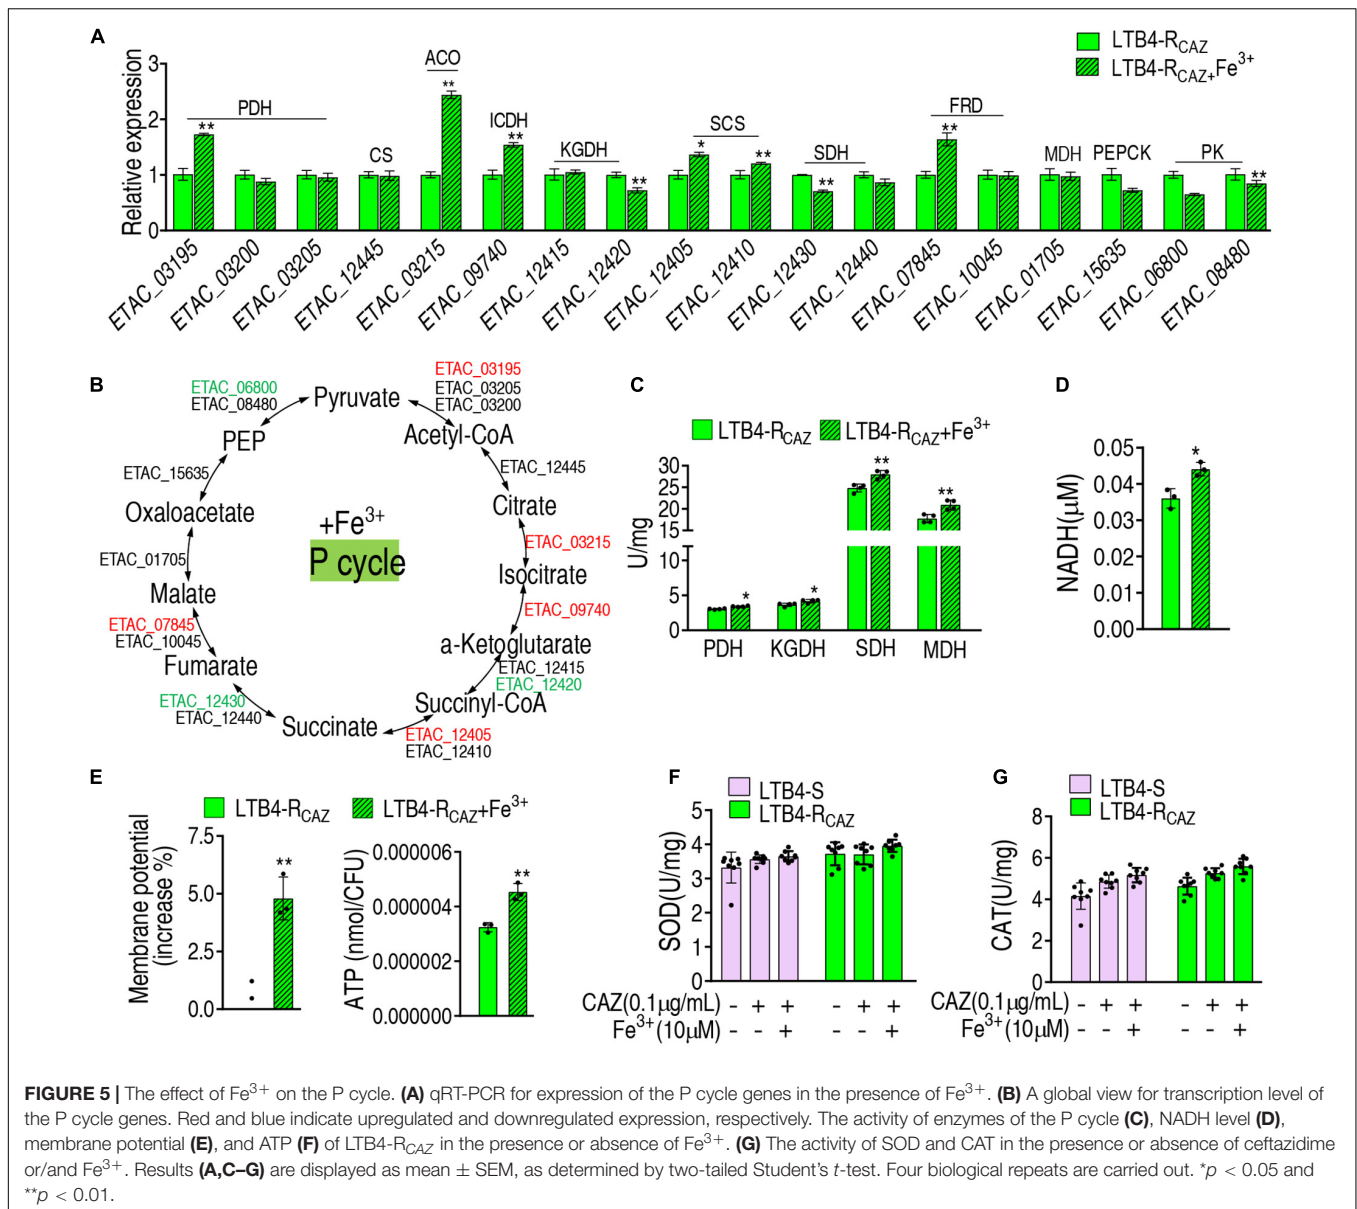 A
LTB4-RCAZ
LTB4-RCAZ+Fe3+
Relative expression
3
2
1
0
PDH
CS
ACO
ICDH
KGDH
SCS
SDH
FRD
MDH
PEPCK
PK
**
**
**
**
*
**
**
**
**
ETAC_03195
ETAC_03200
ETAC_03205
ETAC_12445
ETAC_03215
ETAC_09740
ETAC_12415
ETAC_12420
ETAC_12405
ETAC_12410
ETAC_12430
ETAC_12440
ETAC_07845
ETAC_10045
ETAC_01705
ETAC_15635
ETAC_06800
ETAC_08480
B
+Fe3+
P cycle
Pyruvate
ETAC_03195
ETAC_03205
ETAC_03200
Acetyl-CoA
ETAC_12445
Citrate
ETAC_03215
Isocitrate
ETAC_09740
a-Ketoglutarate
ETAC_12415
ETAC_12420
Succinyl-CoA
ETAC_12405
ETAC_12410
Succinate
ETAC_12430
ETAC_12440
Fumarate
ETAC_07845
ETAC_10045
Malate
ETAC_01705
Oxaloacetate
ETAC_15635
PEP
ETAC_06800
ETAC_08480
C
LTB4-RCAZ
LTB4-RCAZ+Fe3+
U/mg
30
25
20
15
10
5
0
*
*
**
**
PDH
KGDH
SDH
MDH
D
NADH(μM)
0.05
0.04
0.03
0.02
0.01
0.00
*
E
LTB4-RCAZ
LTB4-RCAZ+Fe3+
Membrane potential
(increase %)
7.5
5.0
2.5
0.0
**
ATP (nmol/CFU)
0.000006
0.000004
0.000002
0.000000
**
F
LTB4-S
LTB4-RCAZ
SOD(U/mg)
5
4
3
2
1
0
CAZ(0.1μg/mL) - + + - + +
Fe3+(10μM) - - + - - +
G
LTB4-S
LTB4-RCAZ
CAT(U/mg)
8
6
4
2
0
CAZ(0.1μg/mL) - + + - + +
Fe3+(10μM) - - + - - +
FIGURE 5 | The effect of Fe3+ on the P cycle. (A) qRT-PCR for expression of the P cycle genes in the presence of Fe3+. (B) A global view for transcription level of
the P cycle genes. Red and blue indicate upregulated and downregulated expression, respectively. The activity of enzymes of the P cycle (C), NADH level (D),
membrane potential (E), and ATP (F) of LTB4-RCAZ in the presence or absence of Fe3+. (G) The activity of SOD and CAT in the presence or absence of ceftazidime
or/and Fe3+. Results (A,C–G) are displayed as mean ± SEM, as determined by two-tailed Student's t-test. Four biological repeats are carried out. *p < 0.05 and
**p < 0.01.